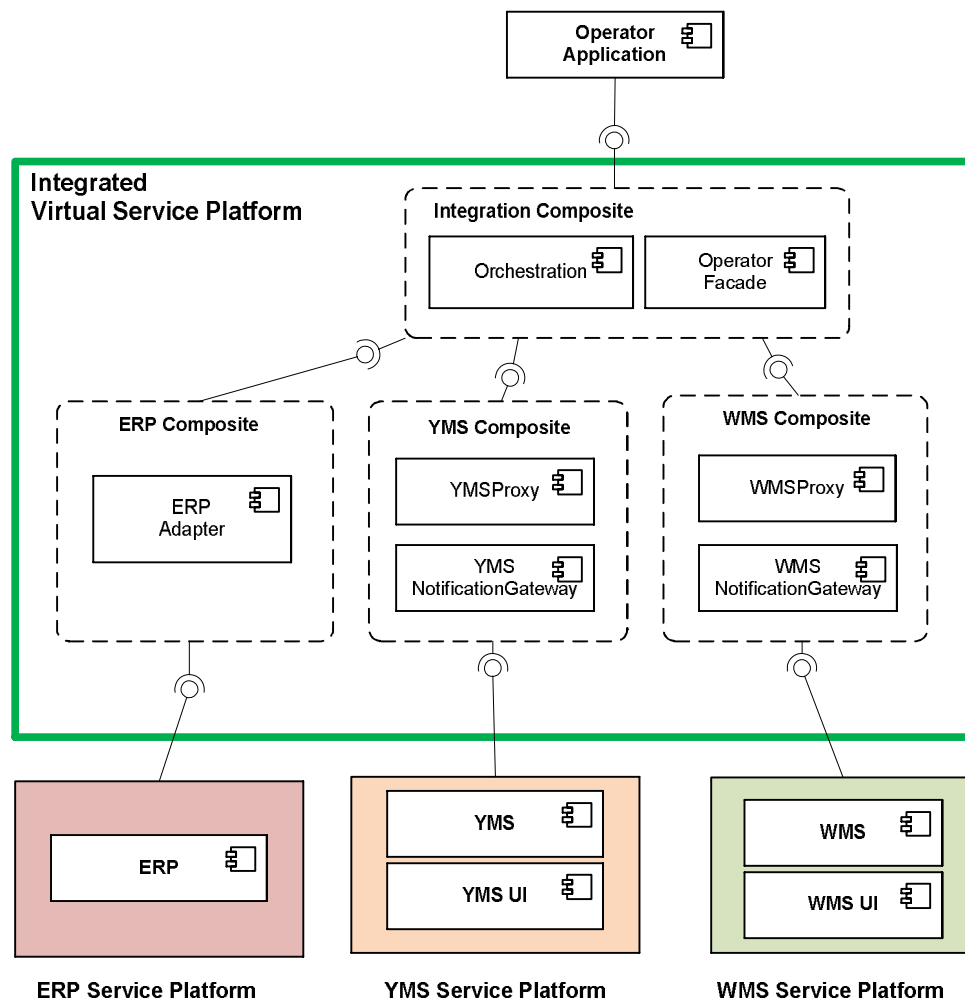 Operator
Application
Integrated
Virtual Service Platform
Integration Composite
Orchestration
Operator
Facade
ERP Composite
ERP
Adapter
YMS Composite
YMSProxy
YMS
NotificationGateway
WMS Composite
WMSProxy
WMS
NotificationGateway
ERP
YMS
YMS UI
WMS
WMS UI
ERP Service Platform
YMS Service Platform
WMS Service Platform